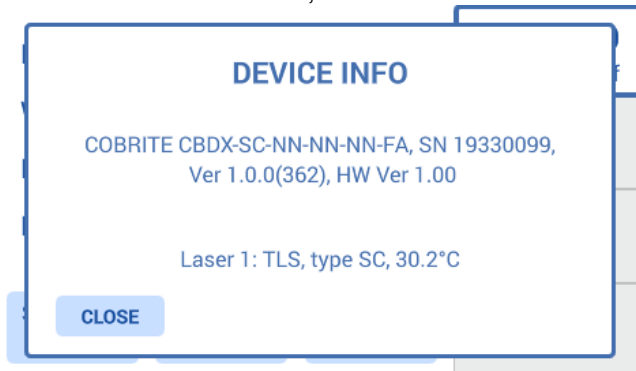 DEVICE INFO
COBRITE CBDX-SC-NN-NN-NN-FA, SN 19330099,
Ver 1.0.0(362), HW Ver 1.00
Laser 1: TLS, type SC, 30.2°C
CLOSE